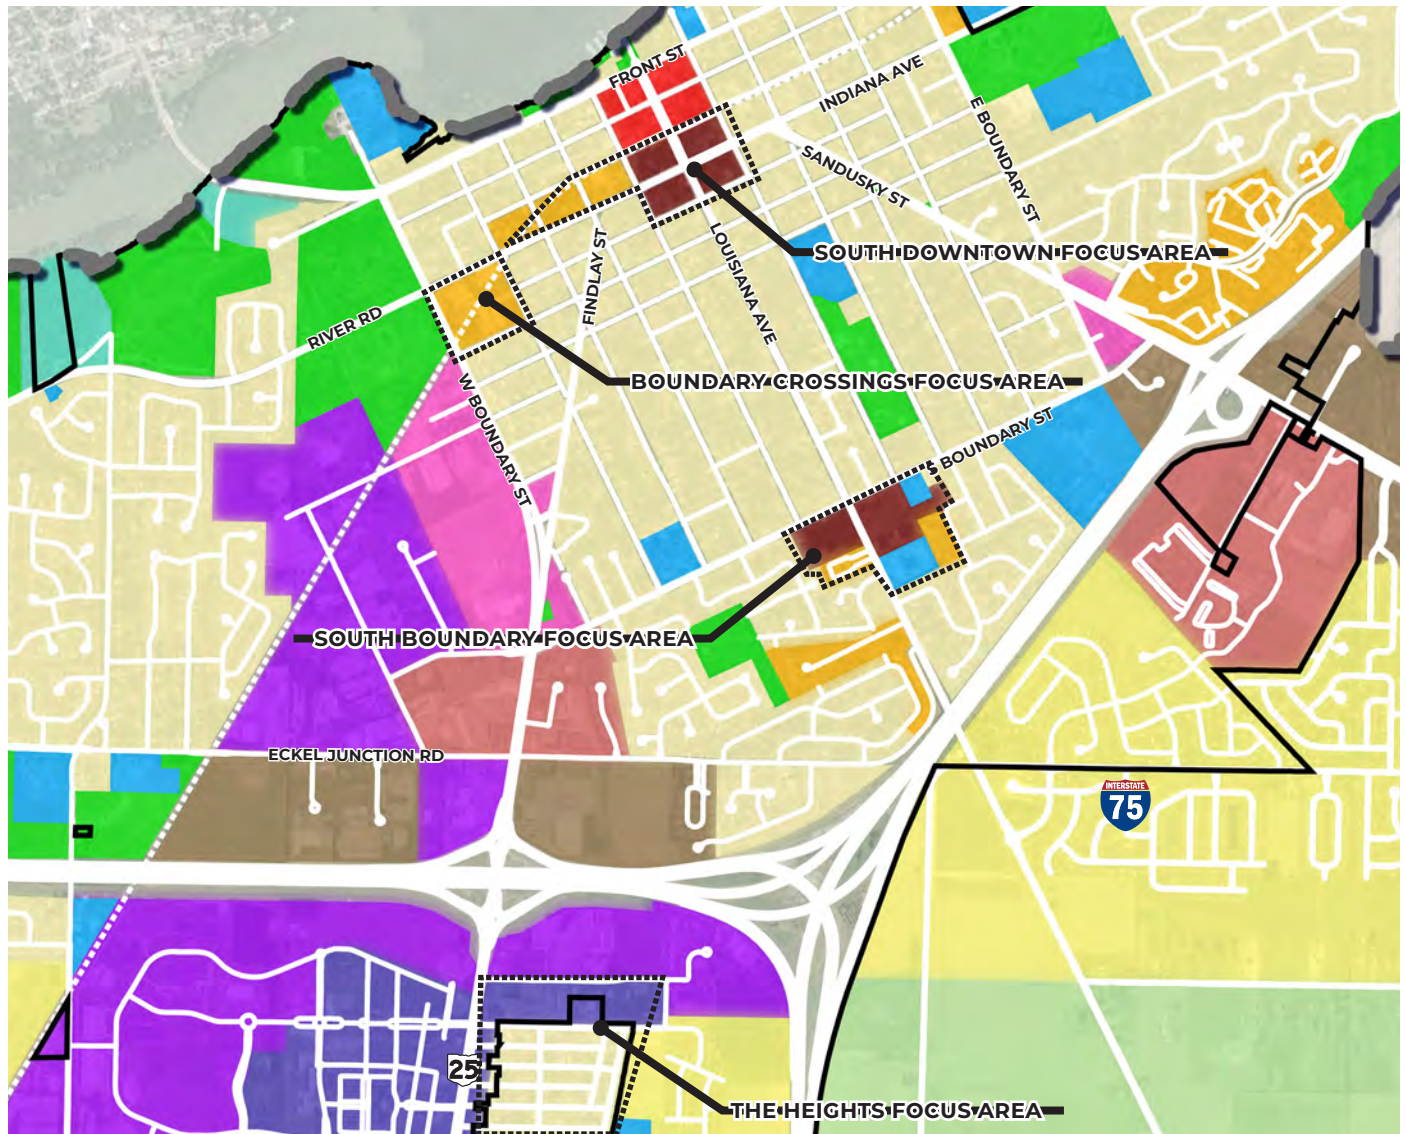 FRONT ST
INDIANA AVE
E BOUNDARY ST
SANDUSKY ST
SOUTH DOWNTOWN FOCUS AREA
FINDLAY ST
LOUISIANA AVE
RIVER RD
BOUNDARY CROSSINGS FOCUS AREA
W BOUNDARY ST
S BOUNDARY ST
SOUTH BOUNDARY FOCUS AREA
ECKEL JUNCTION RD
INTERSTATE
75
25
THE HEIGHTS FOCUS AREA